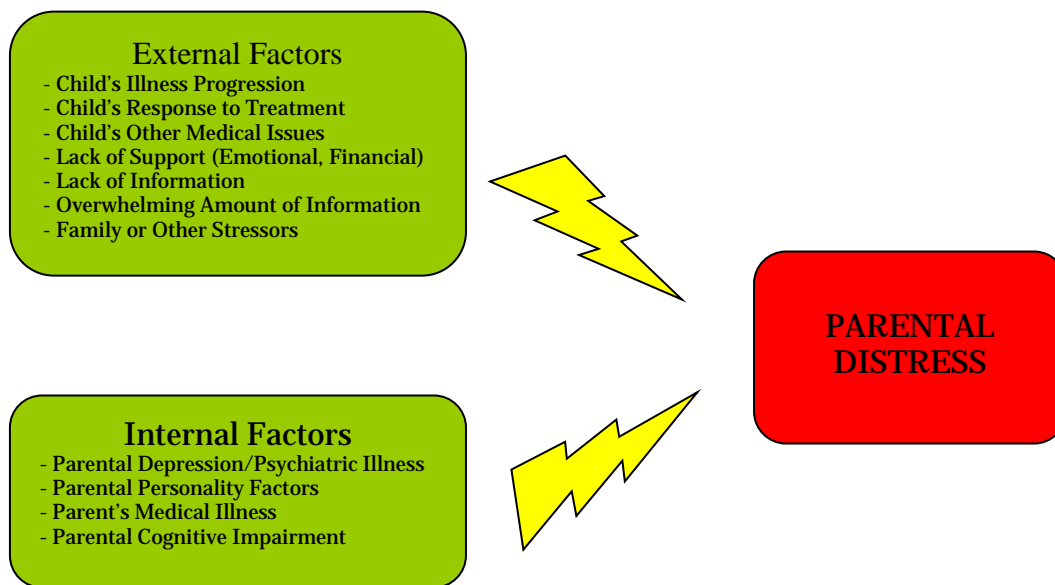 External Factors
- Child's Illness Progression
- Child's Response to Treatment
- Child's Other Medical Issues
- Lack of Support (Emotional, Financial)
- Lack of Information
- Overwhelming Amount of Information
- Family or Other Stressors
PARENTAL
DISTRESS
Internal Factors
- Parental Depression/Psychiatric Illness
- Parental Personality Factors
- Parent's Medical Illness
- Parental Cognitive Impairment